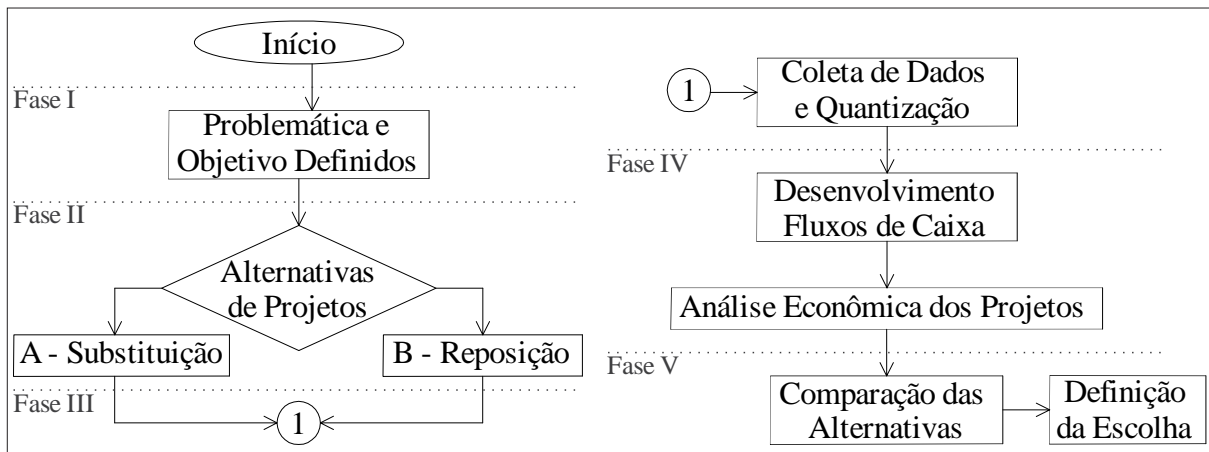 Início
Fase I
Problemática e
Objetivo Definidos
Fase II
Alternativas
de Projetos
A - Substituição
B - Reposição
Fase III
1
1
Coleta de Dados
e Quantização
Fase IV
Desenvolvimento
Fluxos de Caixa
Análise Econômica dos Projetos
Fase V
Comparação das
Alternativas
Definição
da Escolha